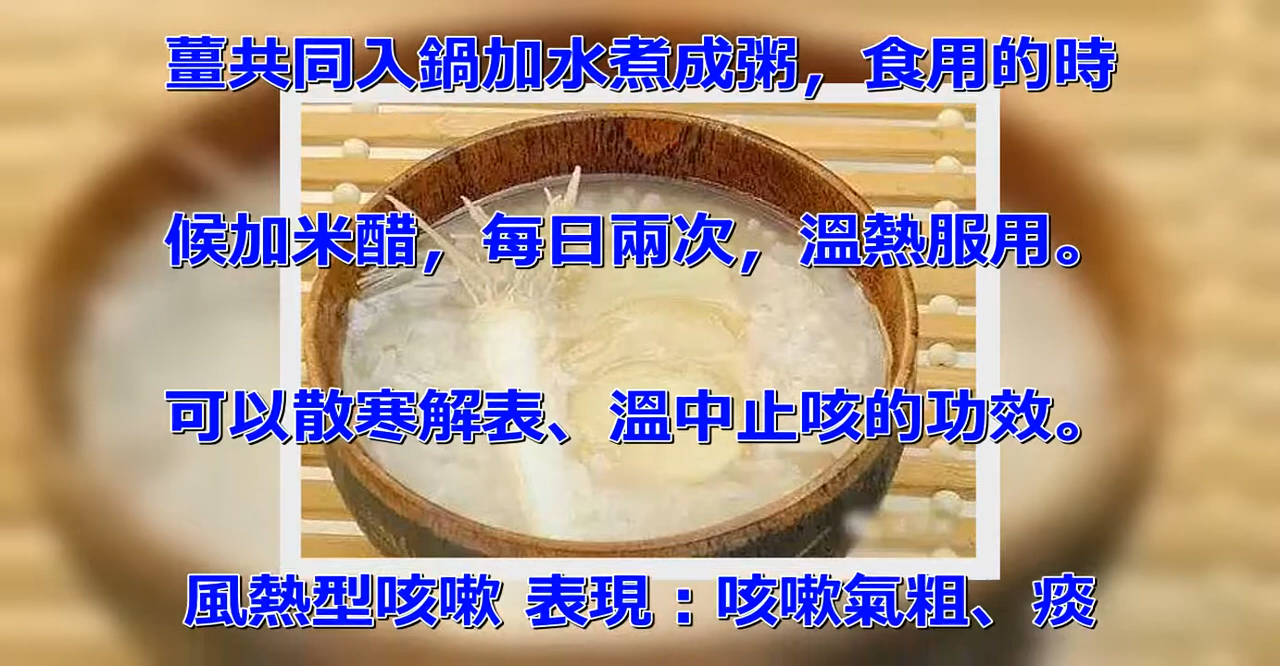 薑共同入鍋加水煮成粥，食用的時
候加米醋，每日兩次，溫熱服用。
可以散寒解表、溫中止咳的功效。
風熱型咳嗽 表現：咳嗽氣粗、痰